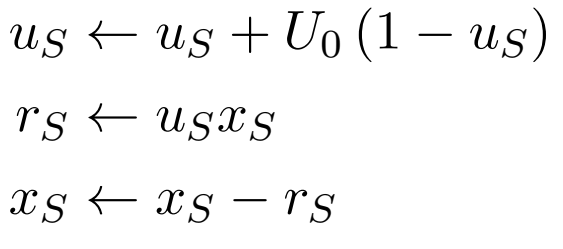 u_S ← u_S + U_0 (1 − u_S)
r_S ← u_S x_S
x_S ← x_S − r_S